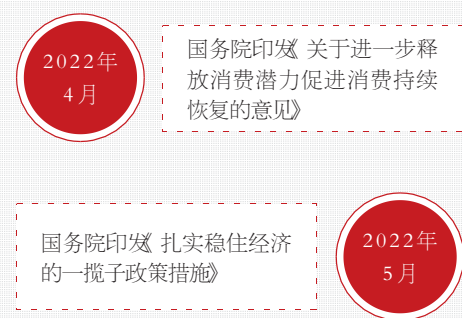 2022年
4月
国务院印发《关于进一步释
放消费潜力促进消费持续
恢复的意见》
国务院印发《扎实稳住经济
的一揽子政策措施》
2022年
5月